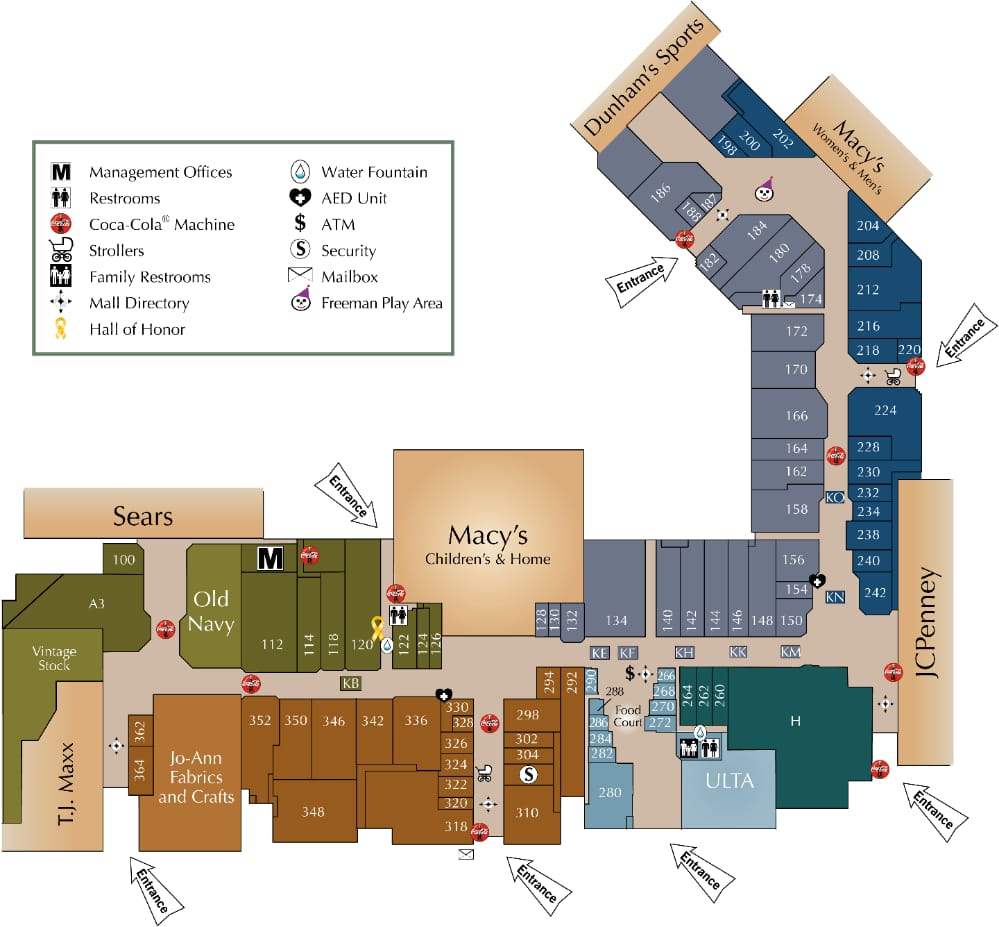 Dunham's Sports
Macy's
Women's & Men's
198
200
202
186
188
187
184
180
178
174
182
Entrance
M Management Offices
Restrooms
Coca-Cola® Machine
Strollers
Family Restrooms
Mall Directory
Hall of Honor
Water Fountain
AED Unit
$ ATM
S Security
Mailbox
Freeman Play Area
204
208
212
216
218
220
Entrance
172
170
166
164
162
158
224
228
230
232
234
238
240
242
KO
KN
Entrance
Sears
Macy's
Children's & Home
100
A3
Vintage
Stock
T.J. Maxx
Old
Navy
M
112
114
118
120
122
124
126
KB
128
130
132
134
140
142
144
146
148
156
154
150
KE
KF
KH
KK
KM
JCPenney
362
364
Jo-Ann
Fabrics
and Crafts
352
350
346
342
336
348
330
328
326
324
322
320
318
294
292
298
302
304
S
310
290
288
286
284
282
280
Food
Court
$
266
268
270
272
264
262
260
H
ULTA
Entrance
Entrance
Entrance
Entrance